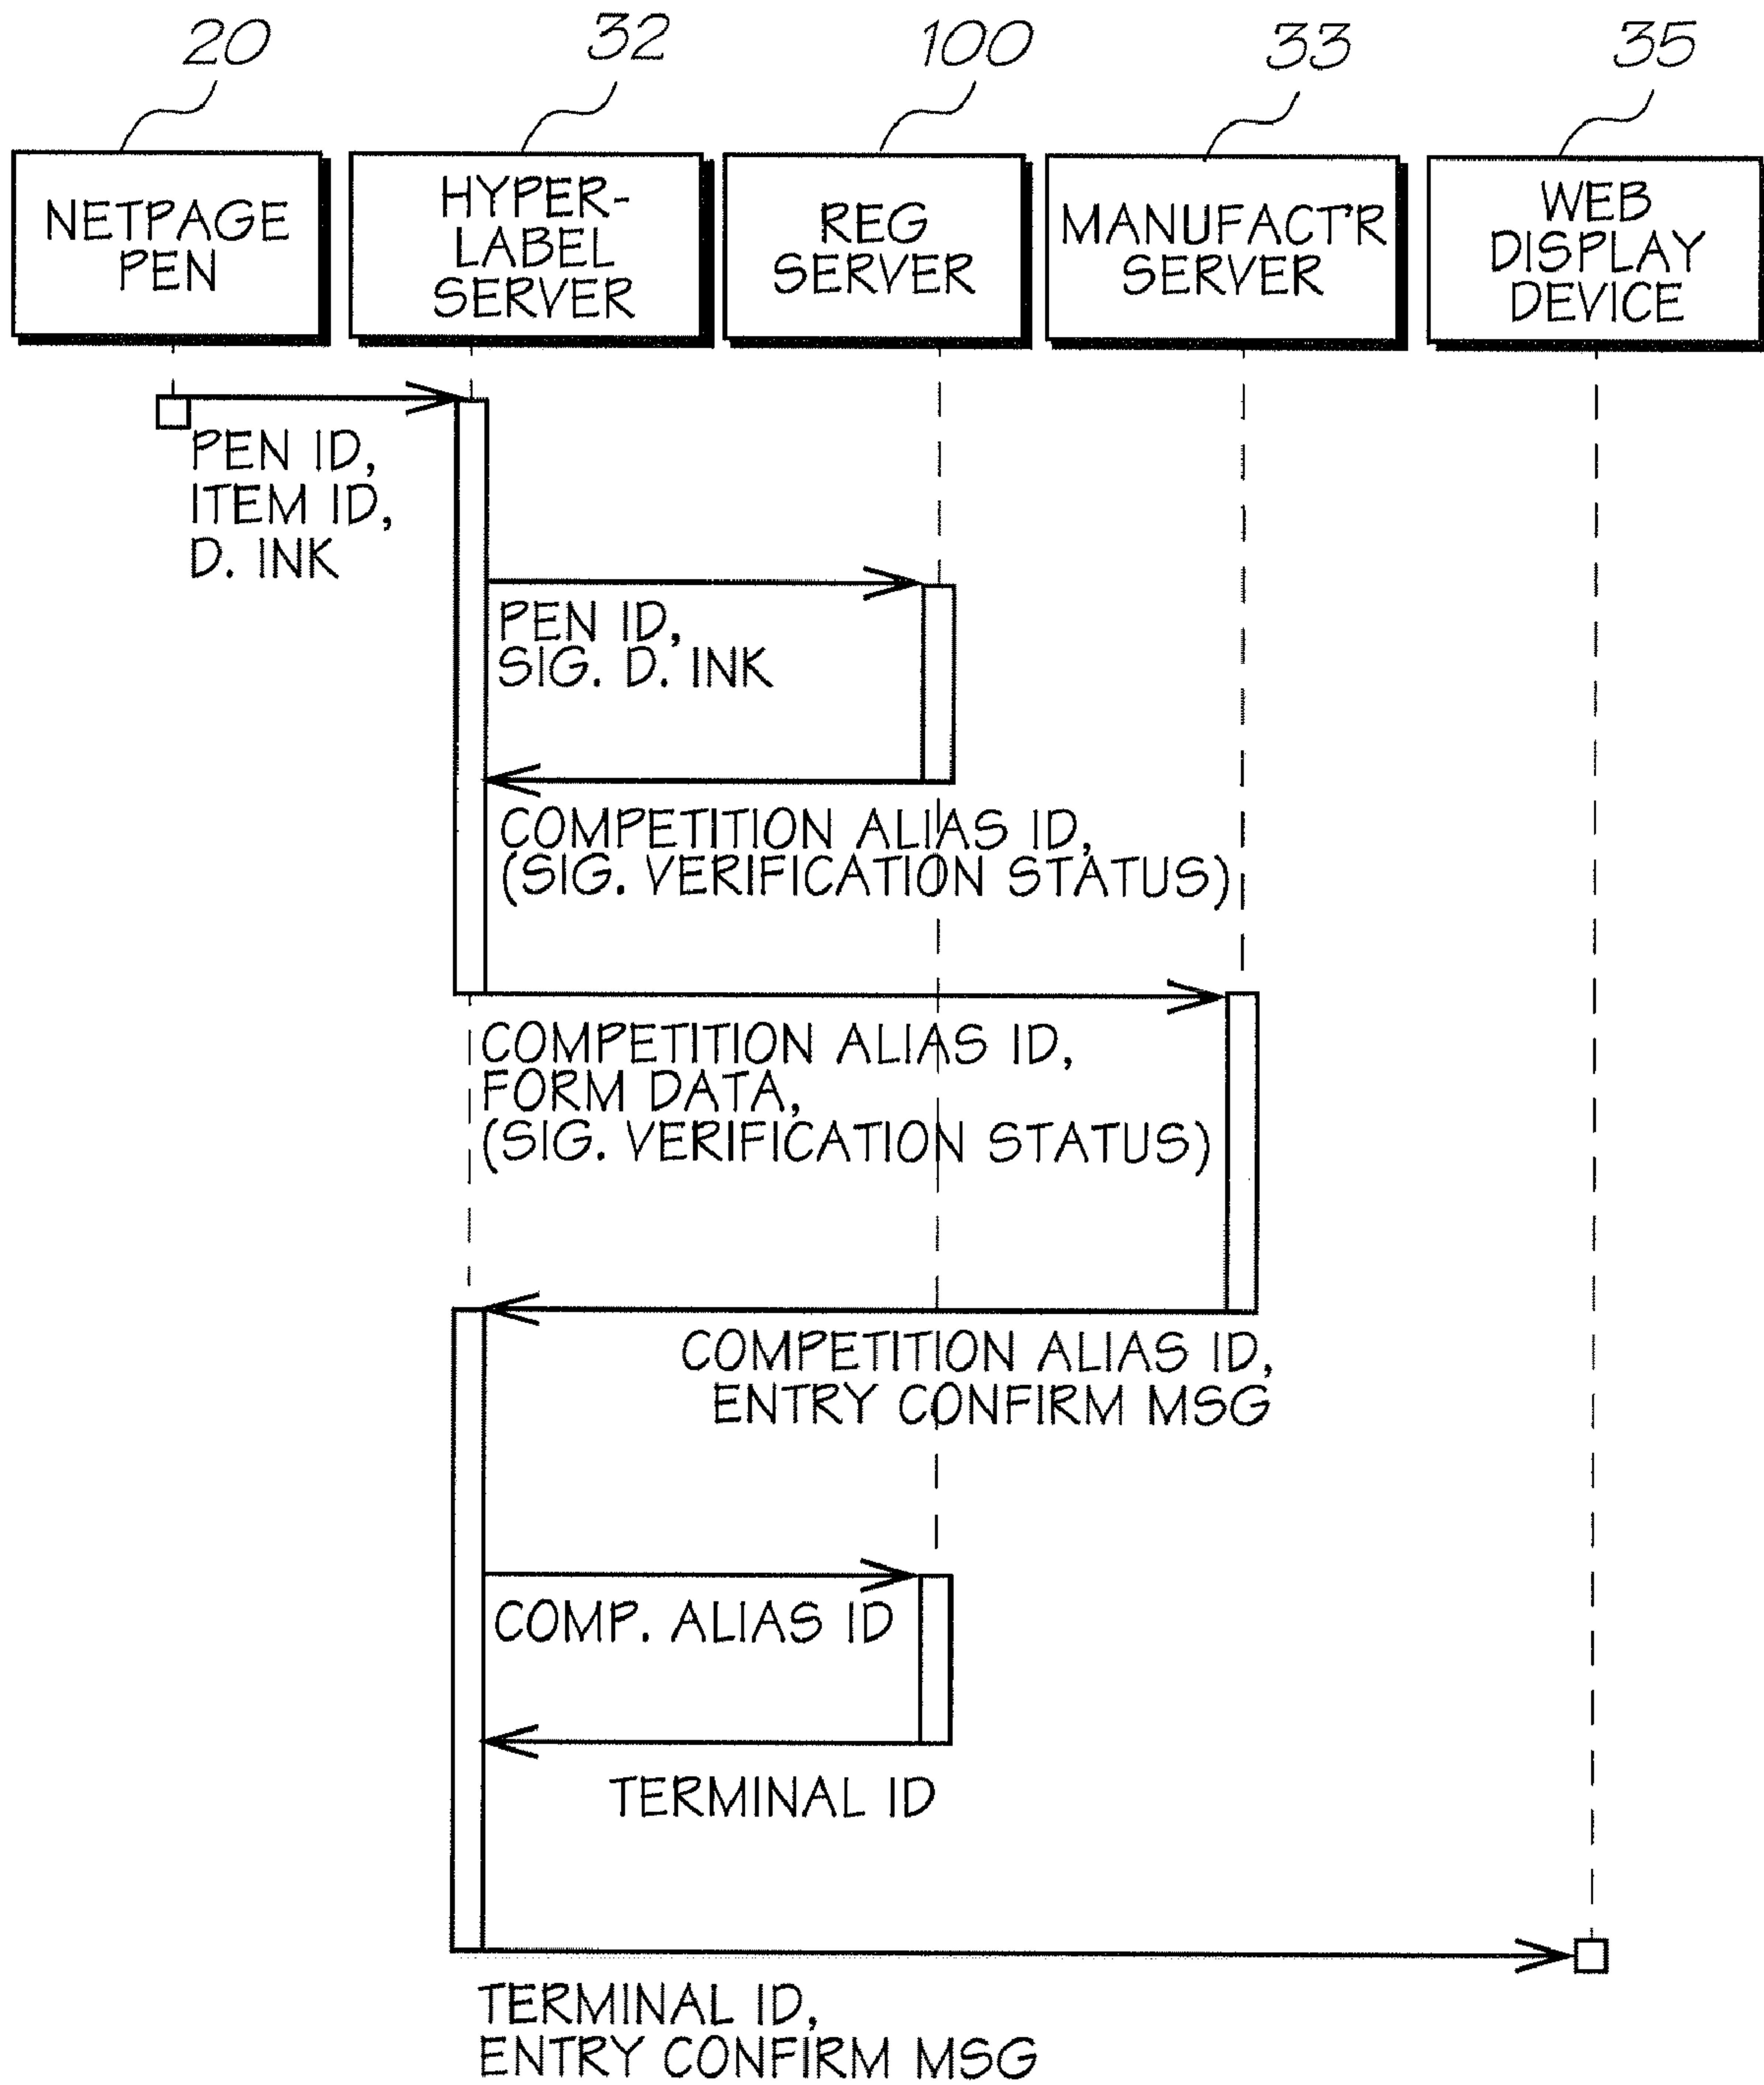 20
32
100
33
35
NETPAGE
PEN
HYPER-
LABEL
SERVER
REG
SERVER
MANUFACT'R
SERVER
WEB
DISPLAY
DEVICE
PEN ID,
ITEM ID,
D. INK
PEN ID,
SIG. D. INK
COMPETITION ALIAS ID,
(SIG. VERIFICATION STATUS)
COMPETITION ALIAS ID,
FORM DATA,
(SIG. VERIFICATION STATUS)
COMPETITION ALIAS ID,
ENTRY CONFIRM MSG
COMP. ALIAS ID
TERMINAL ID
TERMINAL ID,
ENTRY CONFIRM MSG